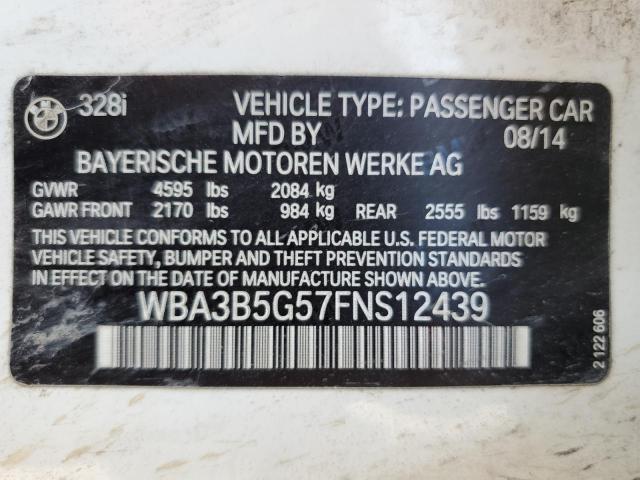 BMW 328i VEHICLE TYPE: PASSENGER CAR
MFD BY 08/14
BAYERISCHE MOTOREN WERKE AG
GVWR 4595 lbs 2084 kg
GAWR FRONT 2170 lbs 984 kg REAR 2555 lbs 1159 kg
THIS VEHICLE CONFORMS TO ALL APPLICABLE U.S. FEDERAL MOTOR
VEHICLE SAFETY, BUMPER AND THEFT PREVENTION STANDARDS
IN EFFECT ON THE DATE OF MANUFACTURE SHOWN ABOVE.
WBA3B5G57FNS12439
2 122 606